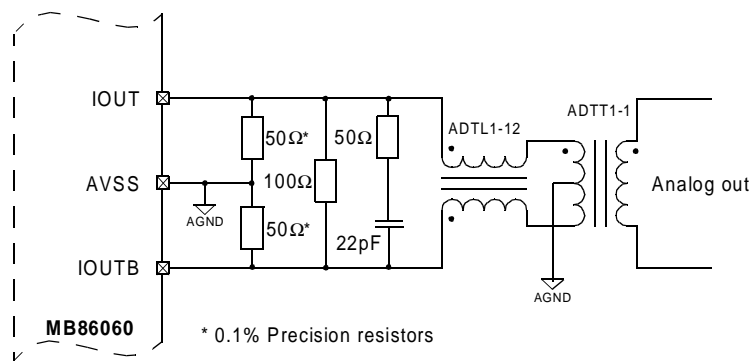 IOUT
ADTT1-1
ADTL1-12
50Ω*
50Ω
AVSS
100Ω
Analog out
AGND
50Ω*
22pF
IOUTB
AGND
MB86060
* 0.1% Precision resistors